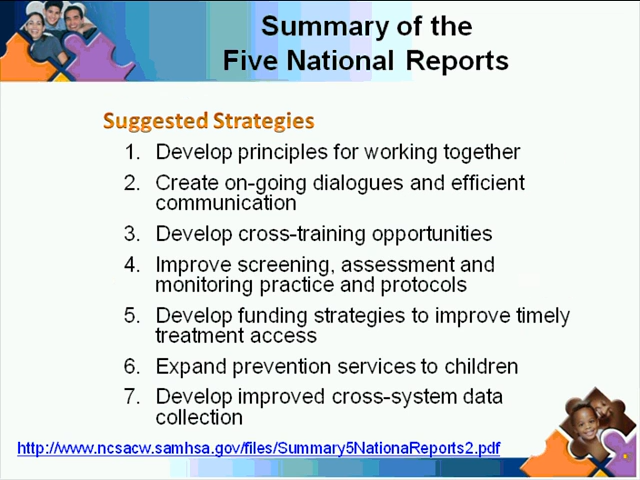 Summary of the
Five National Reports
Suggested Strategies
1. Develop principles for working together
2. Create on-going dialogues and efficient
communication
3. Develop cross-training opportunities
4. Improve screening, assessment and
monitoring practice and protocols
5. Develop funding strategies to improve timely
treatment access
6. Expand prevention services to children
7. Develop improved cross-system data
collection
http://www.ncsacw.samhsa.gov/files/Summary5NationaReports2.pdf